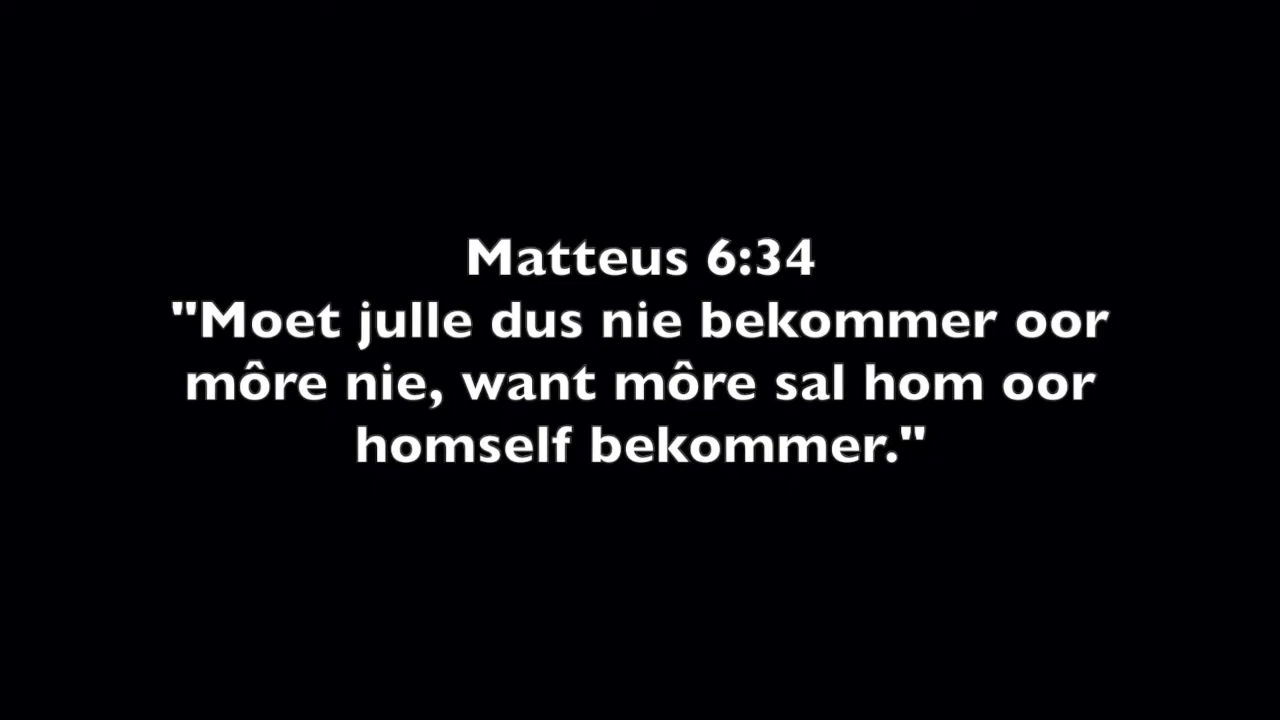 Matteus 6:34
"Moet julle dus nie bekommer oor
môre nie, want môre sal hom oor
homself bekommer."